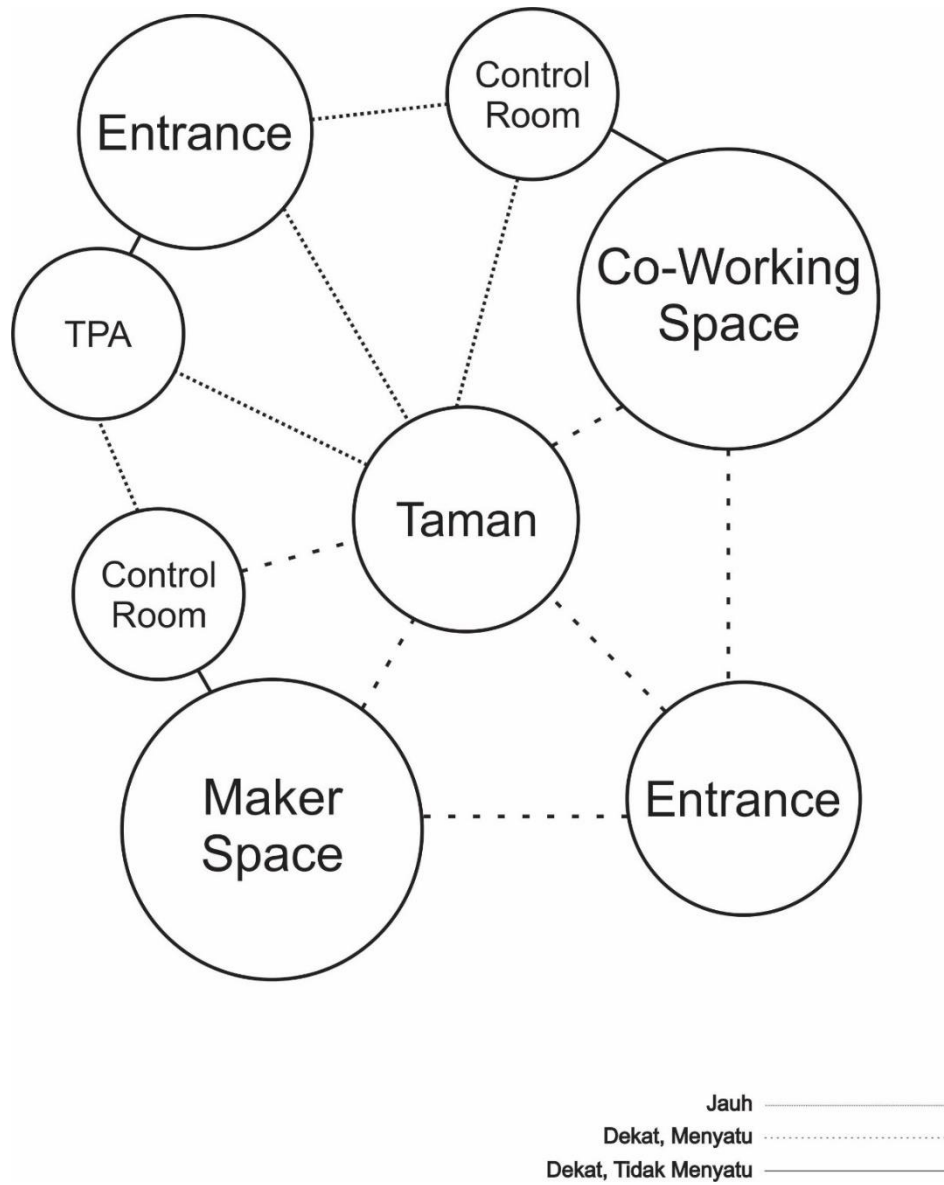 Control
Room
Entrance
Co-Working
Space
TPA
Taman
Control
Room
Maker
Space
Entrance
Jauh
Dekat, Menyatu
Dekat, Tidak Menyatu